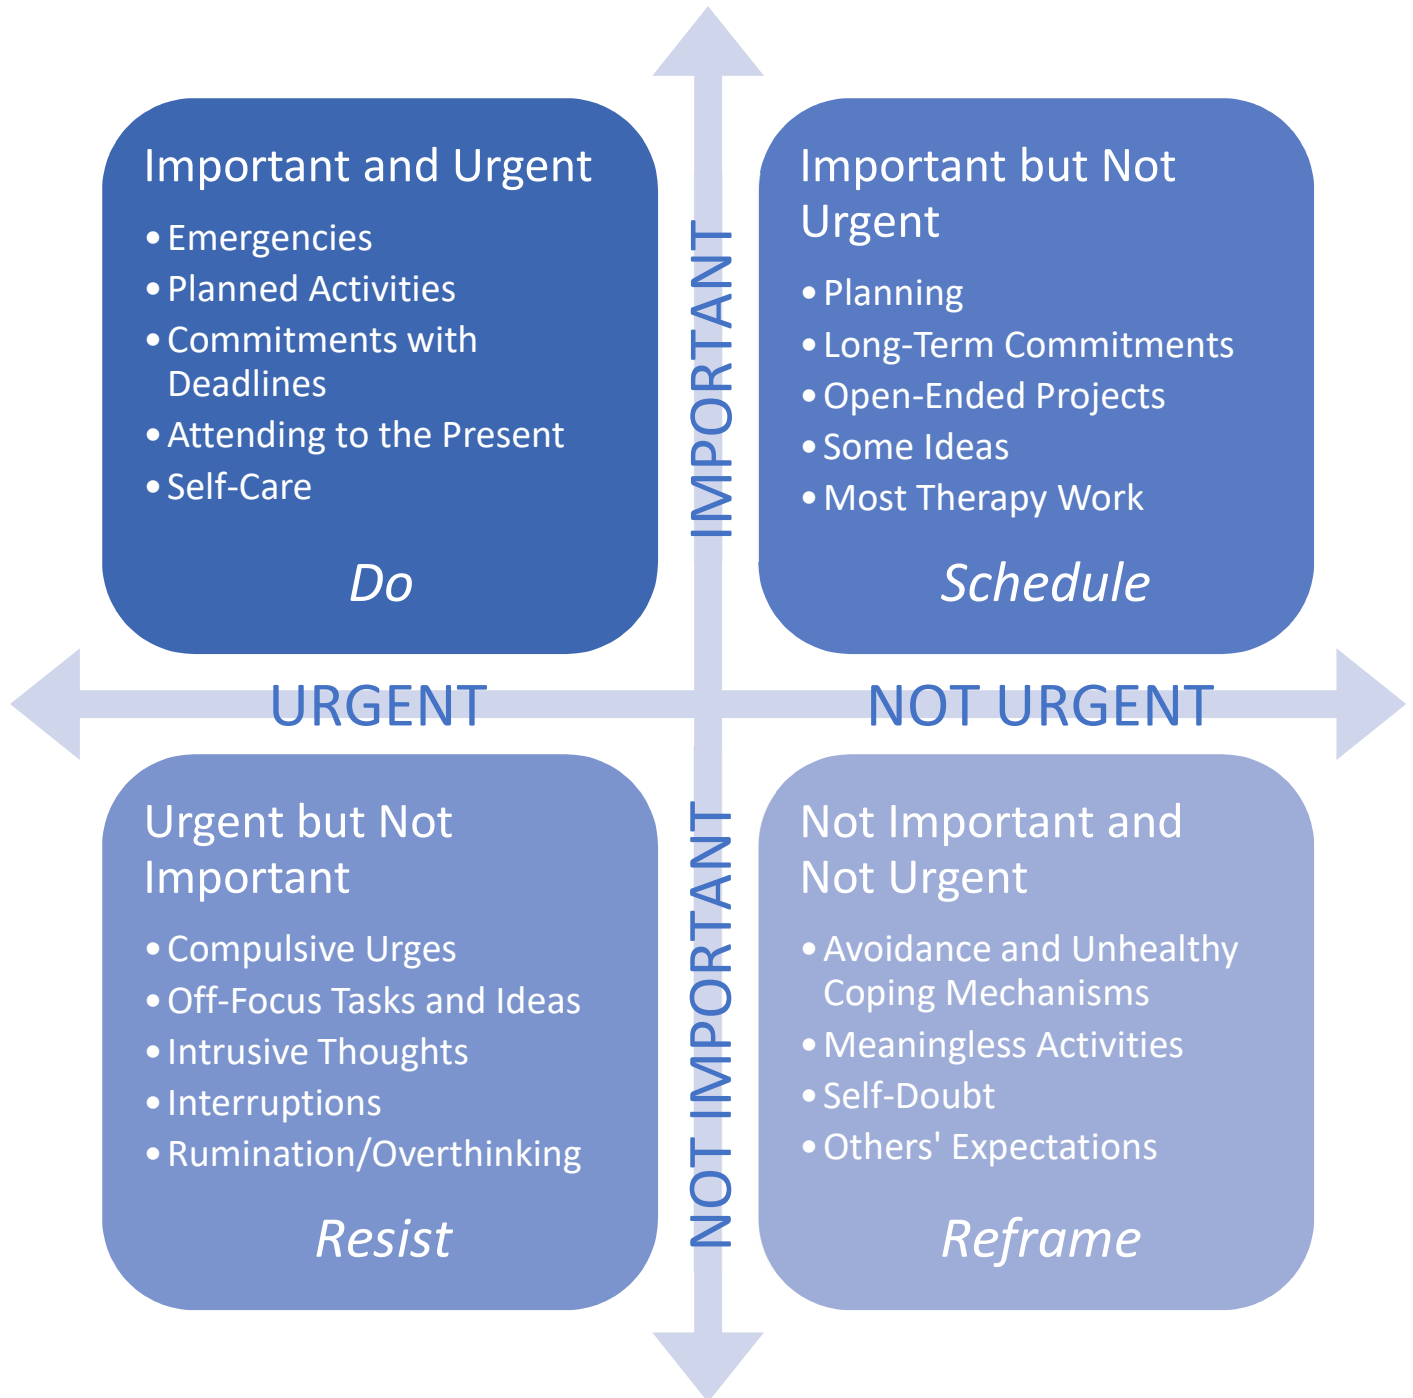 Important and Urgent
•Emergencies
•Planned Activities
•Commitments with
Deadlines
•Attending to the Present
•Self-Care
Do
IMPORTANT
Important but Not
Urgent
•Planning
•Long-Term Commitments
•Open-Ended Projects
•Some Ideas
•Most Therapy Work
Schedule
URGENT
NOT URGENT
Urgent but Not
Important
•Compulsive Urges
•Off-Focus Tasks and Ideas
•Intrusive Thoughts
•Interruptions
•Rumination/Overthinking
Resist
NOT IMPORTANT
Not Important and
Not Urgent
•Avoidance and Unhealthy
Coping Mechanisms
•Meaningless Activities
•Self-Doubt
•Others' Expectations
Reframe